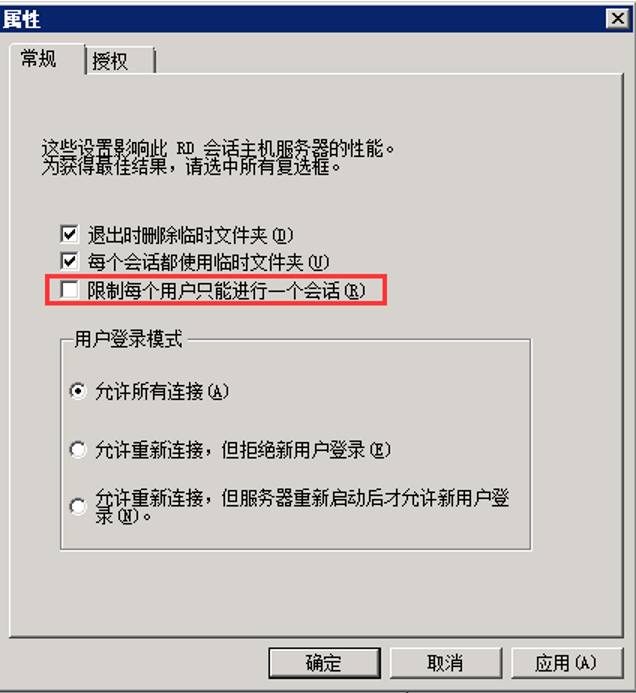 属性
常规
授权
这些设置影响此 RD 会话主机服务器的性能。
为获得最佳结果，请选中所有复选框。
退出时删除临时文件夹(D)
每个会话都使用临时文件夹(U)
限制每个用户只能进行一个会话(R)
用户登录模式
允许所有连接(A)
允许重新连接，但拒绝新用户登录(E)
允许重新连接，但服务器重新启动后才允许新用户登
录(N)。
确定
取消
应用(A)